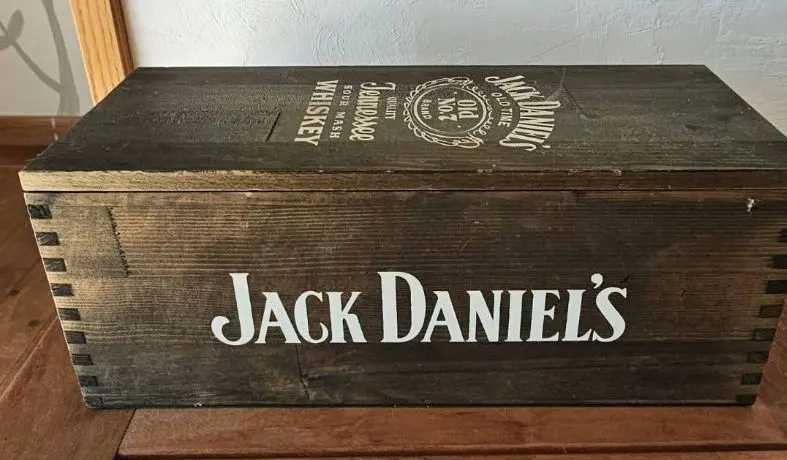 JACK DANIEL'S
OLD TIME
Old
No.7
BRAND
QUALITY
Tennessee
SOUR MASH
WHISKEY
JACK DANIEL'S